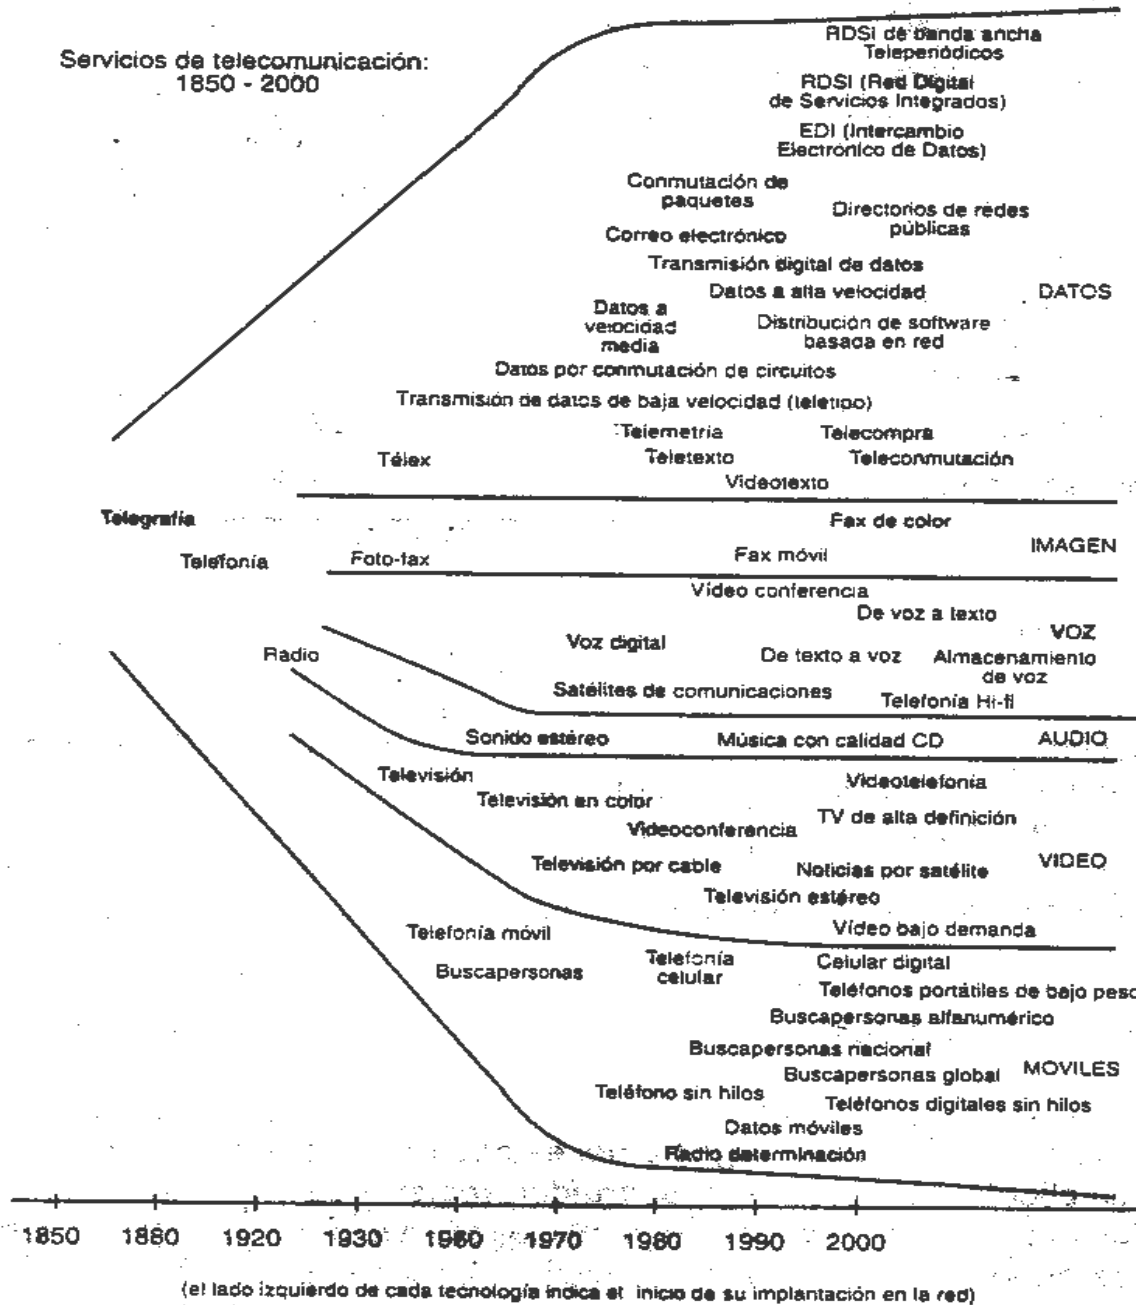 Servicios de telecomunicación:
1850 - 2000
RDSI de banda ancha
Teleperiódicos
RDSI (Red Digital
de Servicios Integrados)
EDI (Intercambio
Electrónico de Datos)
Conmutación de
paquetes
Directorios de redes
públicas
Correo electrónico
Transmisión digital de datos
Datos a alta velocidad
DATOS
Datos a
velocidad
media
Distribución de software
basada en red
Datos por conmutación de circuitos
Transmisión de datos de baja velocidad (teletipo)
Telemetría
Telecompra
Télex
Teletexto
Teleconmutación
Videotexto
Telegrafía
Fax de color
IMAGEN
Telefonía
Foto-fax
Fax móvil
Vídeo conferencia
De voz a texto
VOZ
Voz digital
Radio
De texto a voz
Almacenamiento
de voz
Satélites de comunicaciones
Telefonía Hi-fi
Sonido estéreo
Música con calidad CD
AUDIO
Televisión
Videotelefonía
Televisión en color
TV de alta definición
Videoconferencia
Televisión por cable
Noticias por satélite
VIDEO
Televisión estéreo
Vídeo bajo demanda
Telefonía móvil
Telefonía
celular
Celular digital
Buscapersonas
Teléfonos portátiles de bajo peso
Buscapersonas alfanumérico
Buscapersonas nacional
Buscapersonas global
MOVILES
Teléfono sin hilos
Teléfonos digitales sin hilos
Datos móviles
Radio determinación
1850 1880 1920 1930 1960 1970 1980 1990 2000
(el lado izquierdo de cada tecnología indica el inicio de su implantación en la red)